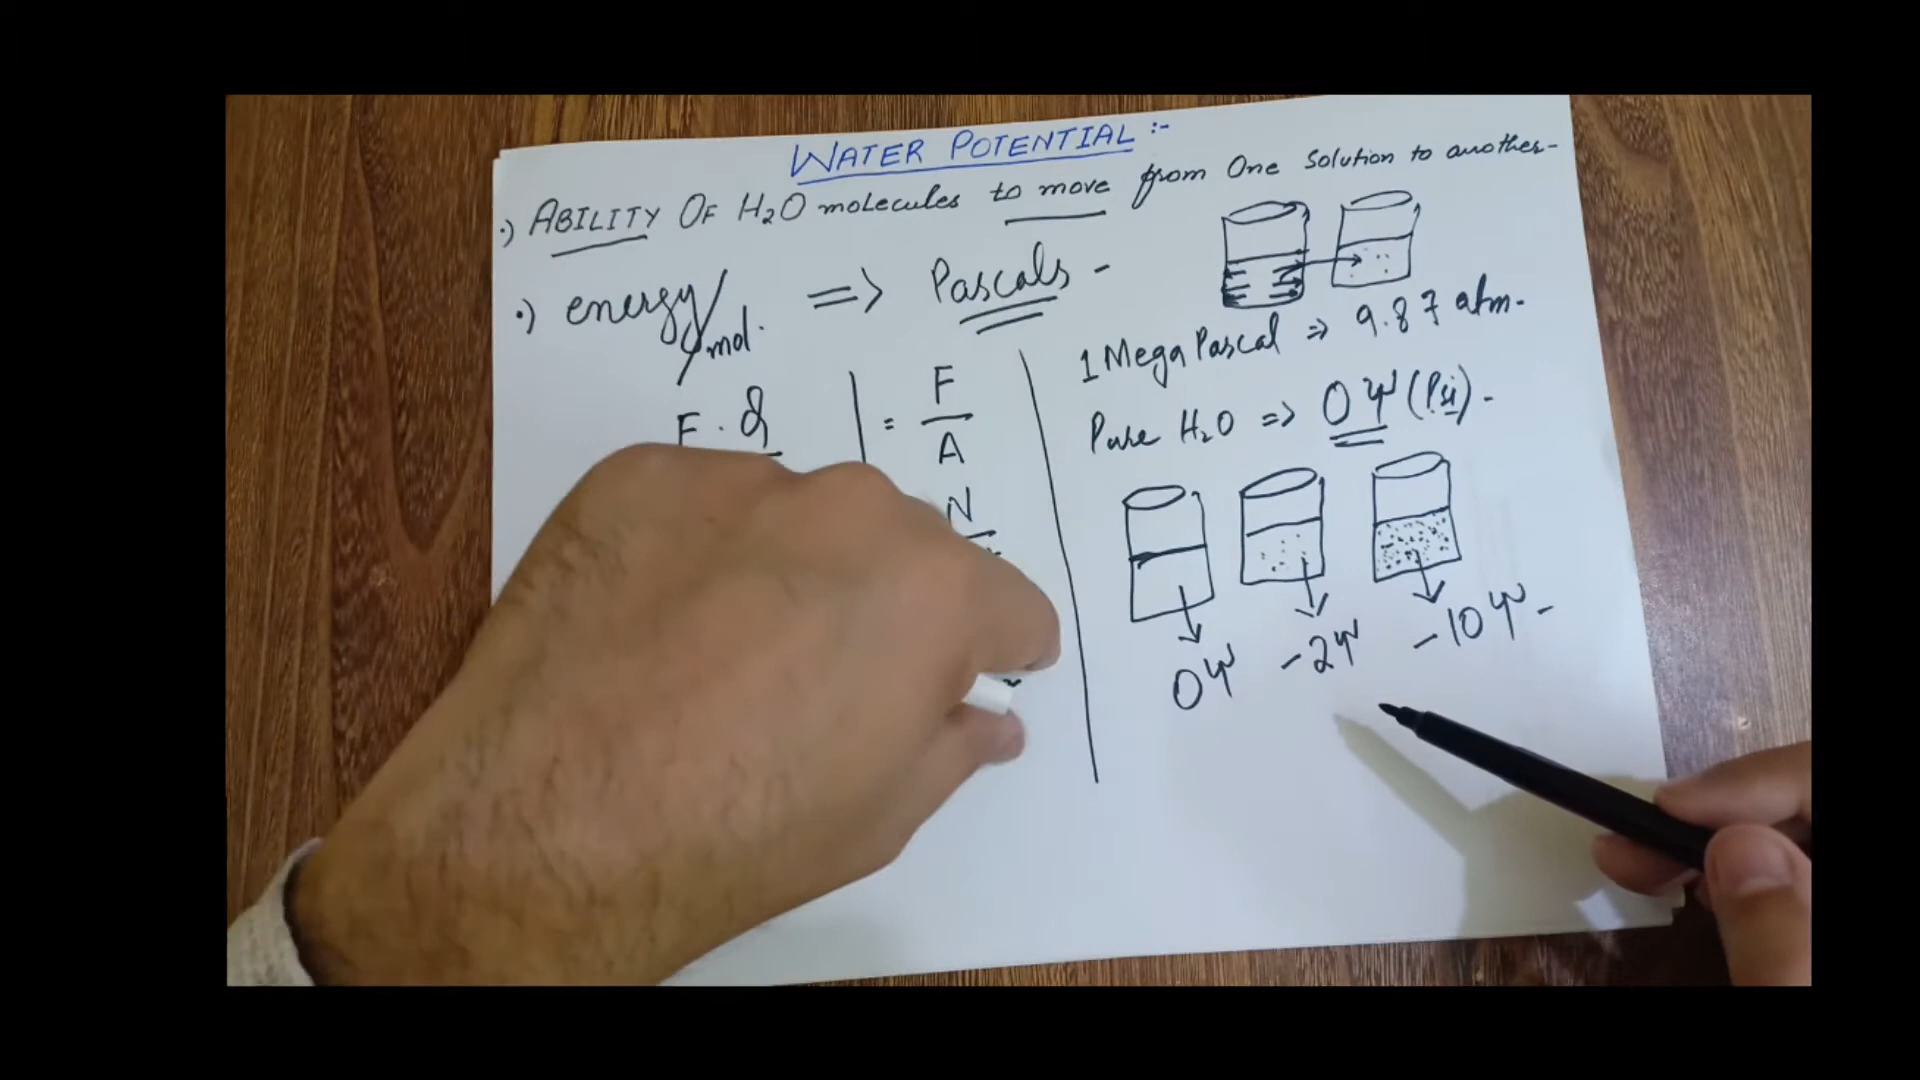 WATER POTENTIAL :-
.) ABILITY OF H₂O molecules to move from One Solution to another-
.) energy/mol. => Pascals -
F . d
= F
A
N
1 Mega Pascal => 9.87 atm.
Pure H₂O => 0 Ψ (Psi).
0Ψ -2Ψ -10Ψ-